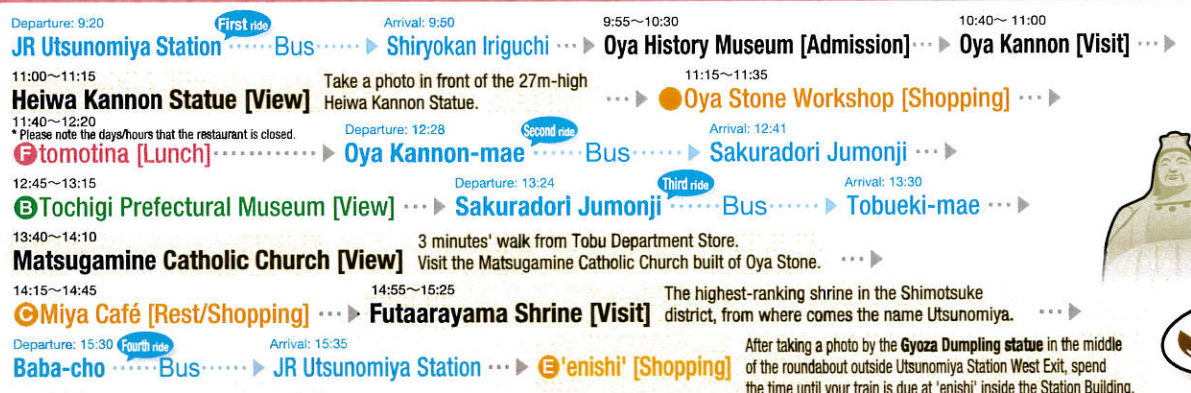 Departure: 9:20 First ride Arrival: 9:50 9:55~10:30 10:40~ 11:00
JR Utsunomiya Station ······Bus······ ▶ Shiryokan Iriguchi ··· ▶ Oya History Museum [Admission]··· ▶ Oya Kannon [Visit] ··· ▶
11:00~11:15 Take a photo in front of the 27m-high 11:15~11:35
Heiwa Kannon Statue [View] Heiwa Kannon Statue. ··· ▶ Oya Stone Workshop [Shopping] ··· ▶
11:40~12:20
* Please note the days/hours that the restaurant is closed. Departure: 12:28 Second ride Arrival: 12:41
F tomotina [Lunch]············· ▶ Oya Kannon-mae ······Bus······ ▶ Sakuradori Jumonji ··· ▶
12:45~13:15 Departure: 13:24 Third ride Arrival: 13:30
B Tochigi Prefectural Museum [View] ··· ▶ Sakuradori Jumonji ······Bus······ ▶ Tobueki-mae ··· ▶
13:40~14:10 3 minutes' walk from Tobu Department Store.
Matsugamine Catholic Church [View] Visit the Matsugamine Catholic Church built of Oya Stone. ··· ▶
14:15~14:45 14:55~15:25 The highest-ranking shrine in the Shimotsuke
C Miya Café [Rest/Shopping] ··· ▶ Futaarayama Shrine [Visit] district, from where comes the name Utsunomiya. ··· ▶
Departure: 15:30 Fourth ride Arrival: 15:35 After taking a photo by the Gyoza Dumpling statue in the middle
Baba-cho ······Bus······ ▶ JR Utsunomiya Station ··· ▶ E 'enishi' [Shopping] of the roundabout outside Utsunomiya Station West Exit, spend
the time until your train is due at 'enishi' inside the Station Building.